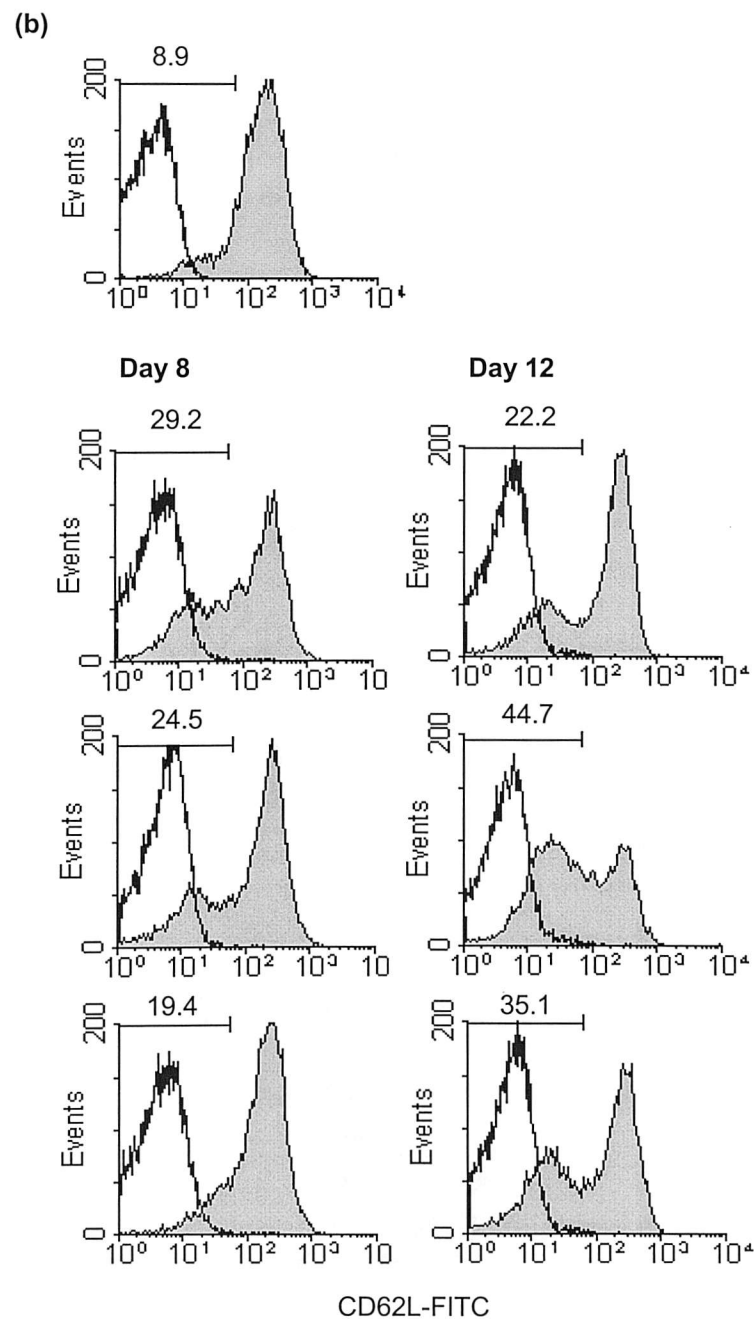 (b)
8.9
200
Events
0
10⁰ 10¹ 10² 10³ 10⁴
Day 8 Day 12
29.2 22.2
200 200
Events Events
0 0
10⁰ 10¹ 10² 10³ 10 10⁰ 10¹ 10² 10³ 10⁴
24.5 44.7
200 200
Events Events
0 0
10⁰ 10¹ 10² 10³ 10 10⁰ 10¹ 10² 10³ 10⁴
19.4 35.1
200 200
Events Events
0 0
10⁰ 10¹ 10² 10³ 10 10⁰ 10¹ 10² 10³ 10⁴
CD62L-FITC